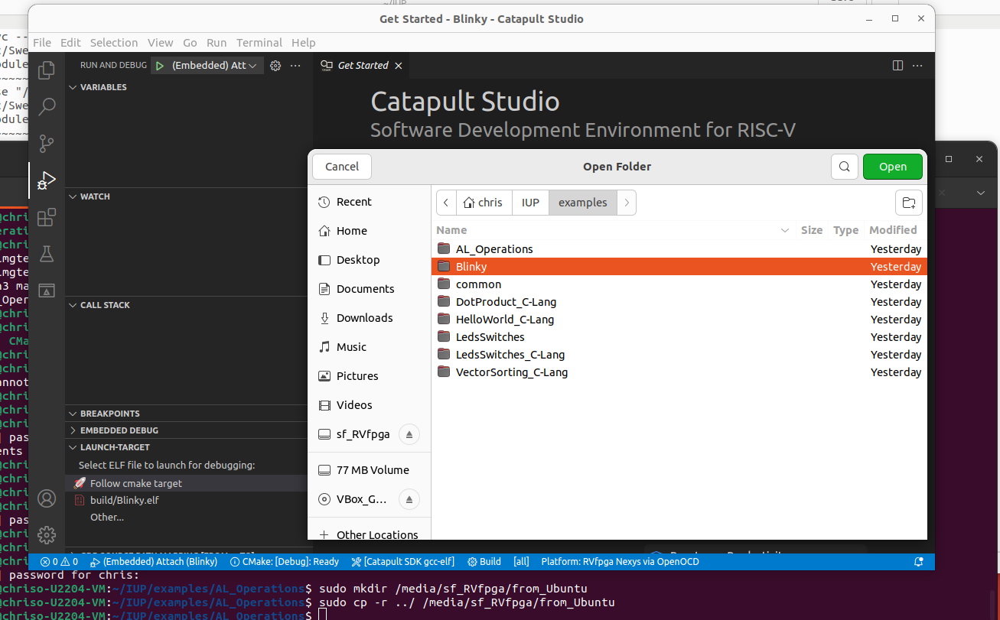 Get Started - Blinky - Catapult Studio
File Edit Selection View Go Run Terminal Help
RUN AND DEBUG (Embedded) Att
Get Started
VARIABLES
Catapult Studio
Software Development Environment for RISC-V
WATCH
CALL STACK
BREAKPOINTS
EMBEDDED DEBUG
LAUNCH-TARGET
Select ELF file to launch for debugging:
Follow cmake target
build/Blinky.elf
Other...
Cancel
Open Folder
Open
Recent
Home
Desktop
Documents
Downloads
Music
Pictures
Videos
sf_RVfpga
77 MB Volume
VBox_G...
Other Locations
chris IUP examples
Name Size Type Modified
AL_Operations Yesterday
Blinky Yesterday
common Yesterday
DotProduct_C-Lang Yesterday
HelloWorld_C-Lang Yesterday
LedsSwitches Yesterday
LedsSwitches_C-Lang Yesterday
VectorSorting_C-Lang Yesterday
0 0 (Embedded) Attach (Blinky) CMake: [Debug]: Ready [Catapult SDK gcc-elf] Build [all] Platform: RVfpga Nexys via OpenOCD
password for chris:
@chriso-U2204-VM:~/IUP/examples/AL_Operations$ sudo mkdir /media/sf_RVfpga/from_Ubuntu
@chriso-U2204-VM:~/IUP/examples/AL_Operations$ sudo cp -r ../ /media/sf_RVfpga/from_Ubuntu
@chriso-U2204-VM:~/IUP/examples/AL_Operations$